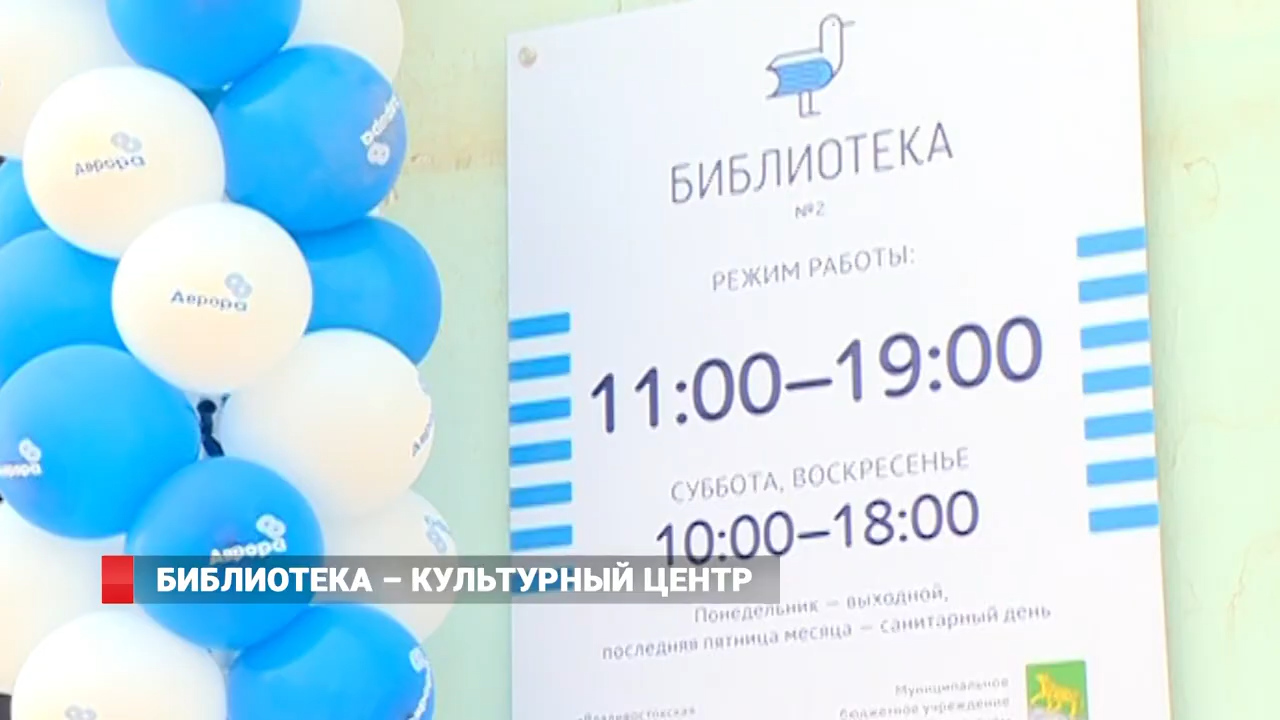 Аврора
Аврора
Аврора
БИБЛИОТЕКА
№2
РЕЖИМ РАБОТЫ:
11:00–19:00
СУББОТА, ВОСКРЕСЕНЬЕ
10:00–18:00
БИБЛИОТЕКА – КУЛЬТУРНЫЙ ЦЕНТР
Понедельник – выходной,
последняя пятница месяца – санитарный день
Муниципальное
бюджетное учреждение
«Владивостокская